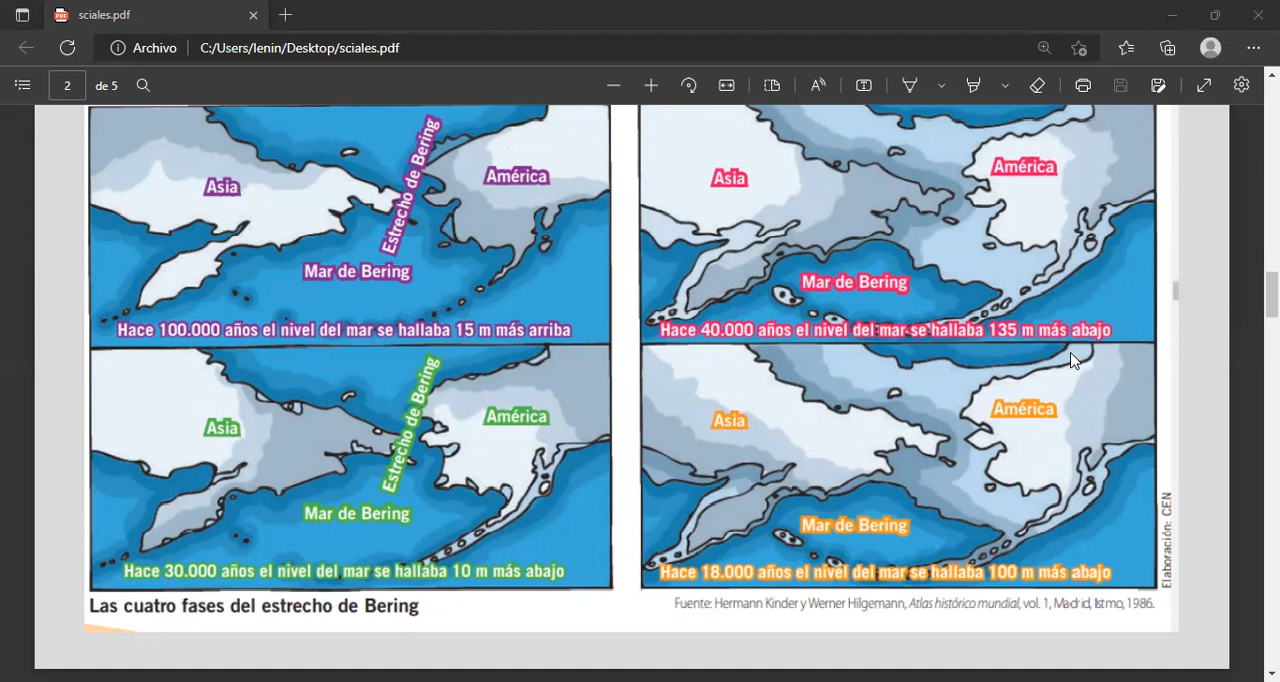 sciales.pdf
Archivo
C:/Users/lenin/Desktop/sciales.pdf
2
de 5
Asia
Estrecho de Bering
América
Mar de Bering
Hace 100.000 años el nivel del mar se hallaba 15 m más arriba
Asia
América
Mar de Bering
Hace 40.000 años el nivel del mar se hallaba 135 m más abajo
Asia
Estrecho de Bering
América
Mar de Bering
Hace 30.000 años el nivel del mar se hallaba 10 m más abajo
Asia
América
Mar de Bering
Hace 18.000 años el nivel del mar se hallaba 100 m más abajo
Elaboración: CEN
Las cuatro fases del estrecho de Bering
Fuente: Hermann Kinder y Werner Hilgemann, Atlas histórico mundial, vol. 1, Madrid, Istmo, 1986.